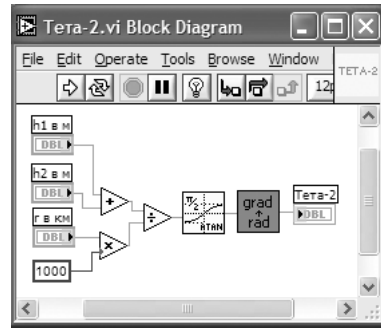 Тета-2.vi Block Diagram
File Edit Operate Tools Browse Window
TETA-2
12p
h1 в м
DBL
h2 в м
DBL
r в км
DBL
1000
+
÷
×
π/2
ATAN
grad
rad
Тета-2
DBL